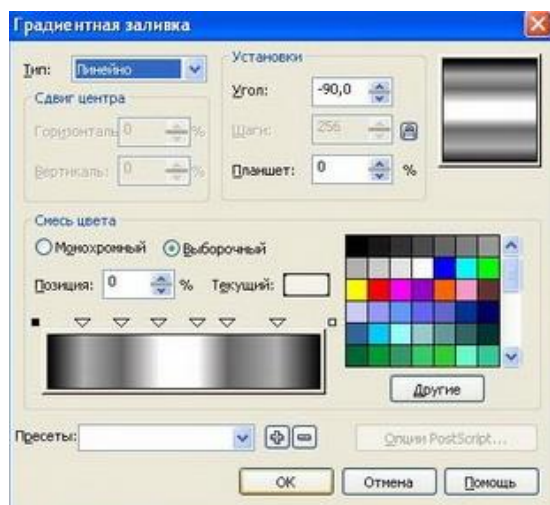 Градиентная заливка
Тип: Линейно
Сдвиг центра
Горизонталь 0 %
Вертикаль: 0 %
Установки
Угол: -90,0
Шаги: 256
Планшет: 0 %
Смесь цвета
Монохромный Выборочный
Позиция: 0 % Текущий:
Другие
Пресеты:
Опции PostScript...
OK Отмена Помощь